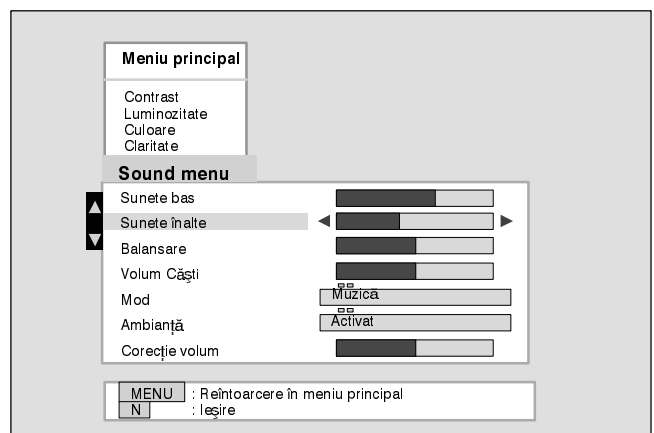 Meniu principal
Contrast
Luminozitate
Culoare
Claritate
Sound menu
Sunete bas
Sunete înalte
Balansare
Volum Căşti
Mod Muzică
Ambianţă Activat
Corecţie volum
MENU : Reîntoarcere în meniu principal
N : Ieşire